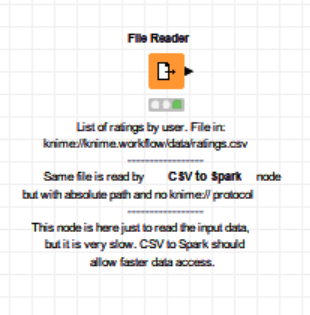 File Reader
List of ratings by user. File in:
knime://knime.workflow/data/ratings.csv
-----------------
Same file is read by CSV to Spark node
but with absolute path and no knime:// protocol
-----------------
This node is here just to read the input data,
but it is very slow. CSV to Spark should
allow faster data access.